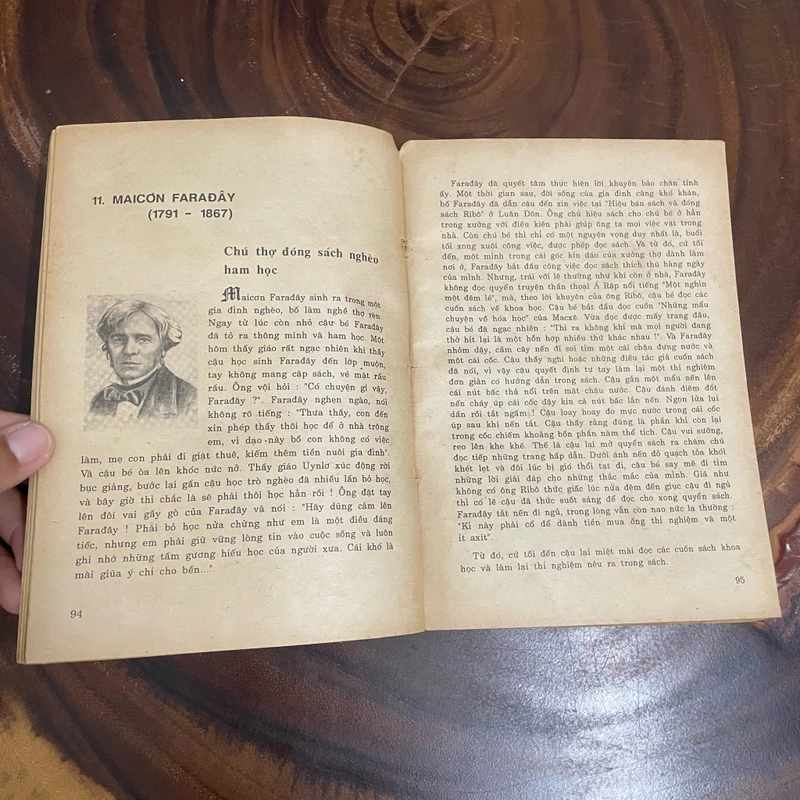 11. MAICƠN FARAĐÂY
(1791 - 1867)
Chú thợ đóng sách nghèo
ham học
Maicơn Farađây sinh ra trong một
gia đình nghèo, bố làm nghề thợ rèn.
Ngay từ lúc còn nhỏ cậu bé Farađây
đã tỏ ra thông minh và ham học. Một
hôm thầy giáo rất ngạc nhiên khi thấy
cậu học sinh Farađây đến lớp muộn,
tay không mang cặp sách, vẻ mặt rầu
rầu. Ông vội hỏi : "Có chuyện gì vậy,
Farađây ?". Farađây nghẹn ngào, nói
không rõ tiếng : "Thưa thầy, con đến
xin phép thầy thôi học để ở nhà trông
em, vì dạo này bố con không có việc
làm, mẹ con phải đi giặt thuê, kiếm thêm tiền nuôi gia đình".
Và cậu bé òa lên khóc nức nở. Thầy giáo Uynlơ xúc động rời
bục giảng, bước lại gần cậu học trò nghèo đã nhiều lần bỏ học,
và bây giờ thì chắc là sẽ phải thôi học hẳn rồi ! Ông đặt tay
lên đôi vai gầy gò của Farađây và nói : "Hãy dũng cảm lên
Farađây ! Phải bỏ học nửa chừng như em là một điều đáng
tiếc, nhưng em phải giữ vững lòng tin vào cuộc sống và luôn
ghi nhớ những tấm gương hiếu học của người xưa. Cái khổ là
mài giũa ý chí cho bền...".
94
Farađây đã quyết tâm thực hiện lời khuyên bảo chân tình
ấy. Một thời gian sau, đời sống của gia đình càng khó khăn,
bố Farađây đã dẫn cậu đến xin việc tại "Hiệu bán sách và đóng
sách Ribô" ở Luân Đôn. Ông chủ hiệu sách cho chú bé ở hẳn
trong xưởng với điều kiện phải giúp ông ta mọi việc vặt trong
nhà. Còn chú bé thì chỉ có một nguyện vọng duy nhất là, buổi
tối xong xuôi công việc, được phép đọc sách. Và từ đó, cứ tối
đến, một mình trong cái góc kín đáo của xưởng thợ dành làm
nơi ở, Farađây bắt đầu công việc đọc sách thích thú hàng ngày
của mình. Nhưng, trái với lệ thường như khi còn ở nhà, Farađây
không đọc quyển truyện thần thoại Á Rập nổi tiếng "Một nghìn
một đêm lẻ", mà, theo lời khuyên của ông Ribô, cậu bé đọc các
cuốn sách về khoa học. Cậu bé bắt đầu đọc cuốn "Những mẩu
chuyện về hóa học" của Macxê. Vừa đọc được mấy trang đầu,
cậu bé đã ngạc nhiên : "Thì ra không khí mà mọi người đang
thở hít lại là một hỗn hợp nhiều thứ khác nhau !". Và Farađây
nhỏm dậy, cầm cây nến đi soi tìm một cái chậu đựng nước và
một cái cốc. Cậu thấy nghi hoặc những điều tác giả cuốn sách
đã nói, vì vậy cậu quyết định tự tay làm lại một thí nghiệm
đơn giản có hướng dẫn trong sách. Cậu gắn một mẩu nến lên
cái nút bấc thả nổi trên mặt chậu nước. Cậu đánh diêm đốt
nến cháy úp cái cốc đậy kín cả nút bấc lẫn nến. Ngọn lửa lụi
dần rồi tắt ngấm ! Cậu loay hoay đo mực nước trong cái cốc
úp sau khi nến tắt. Cậu thấy rằng đúng là phần khí còn lại
trong cốc chiếm khoảng bốn phần năm thể tích. Cậu vui sướng,
reo lên khe khẽ. Thế là cậu lại mở quyển sách ra chăm chú
đọc tiếp những trang hấp dẫn. Dưới ánh nến đỏ quạch tỏa khói
khét lẹt và đôi lúc bị gió thổi tạt đi, cậu bé say mê đi tìm
những lời giải đáp cho những thắc mắc của mình. Giá như
không có ông Ribô thức giấc lúc nửa đêm đến giục cậu đi ngủ
thì có lẽ cậu đã thức suốt sáng để đọc cho xong quyển sách.
Farađây tắt nến đi ngủ, trong lòng vẫn còn nao nức lạ thường :
"Kì này phải cố để dành tiền mua ống thí nghiệm và một
ít axit".
Từ đó, cứ tối đến cậu lại miệt mài đọc các cuốn sách khoa
học và làm lại thí nghiệm nêu ra trong sách.
95